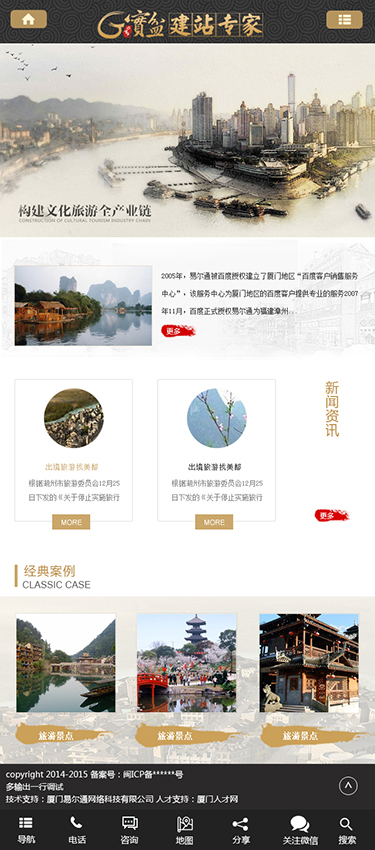 G宝盆建站专家
构建文化旅游全产业链
CONSTRUCTION OF CULTURAL TOURISM INDUSTRY CHAIN
2005年，易尔通被百度授权建立了厦门地区“百度客户销售服务
中心”，该服务中心为厦门地区的百度客户提供专业的服务2007
年11月，百度正式授权易尔通为福建漳州..
更多
新闻资讯
出境旅游找美都
根据湖州市旅游委员会12月25
日下发的《关于停止实施旅行
MORE
出境旅游找美都
根据湖州市旅游委员会12月25
日下发的《关于停止实施旅行
MORE
更多
经典案例
CLASSIC CASE
旅游景点
旅游景点
旅游景点
copyright 2014-2015 备案号：闽ICP备******号
多输出一行调试
技术支持：厦门易尔通网络科技有限公司 人才支持：厦门人才网
导航
电话
咨询
地图
分享
关注微信
搜索